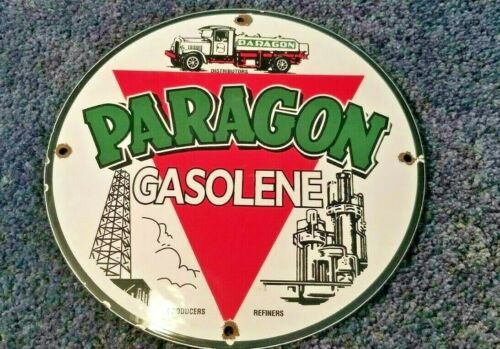 PARAGON
DISTRIBUTORS
PARAGON
GASOLENE
PRODUCERS REFINERS